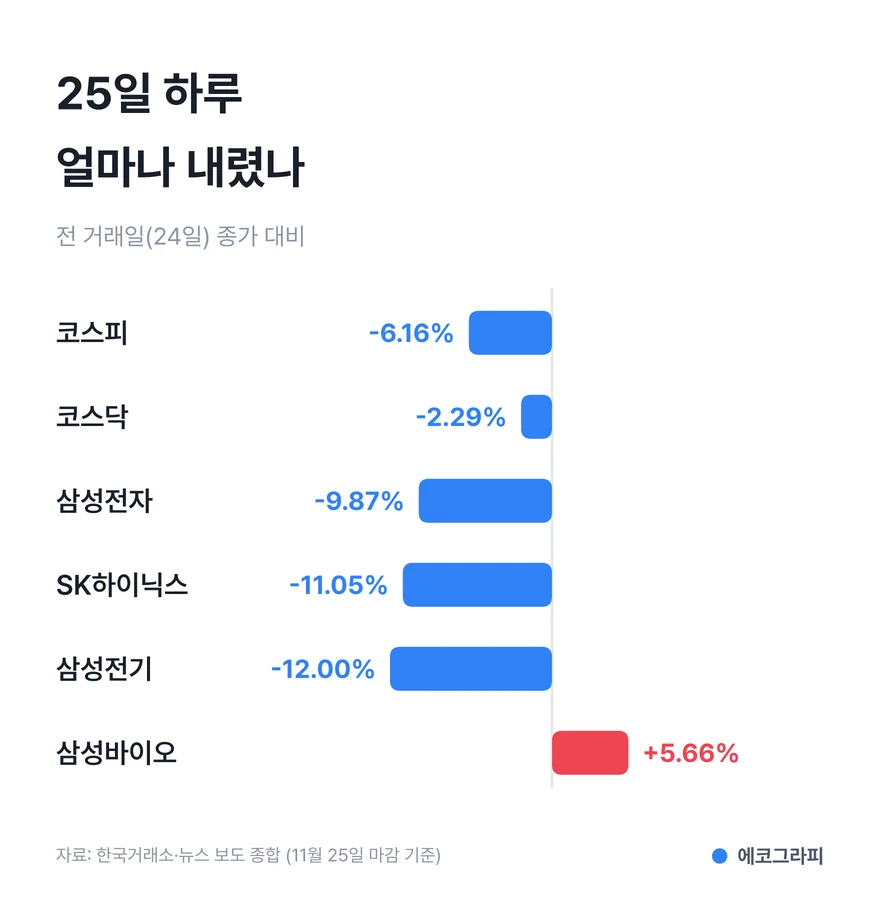 25일 하루
얼마나 내렸나
전 거래일(24일) 종가 대비
코스피 -6.16%
코스닥 -2.29%
삼성전자 -9.87%
SK하이닉스 -11.05%
삼성전기 -12.00%
삼성바이오 +5.66%
자료: 한국거래소·뉴스 보도 종합 (11월 25일 마감 기준)
에코그라피